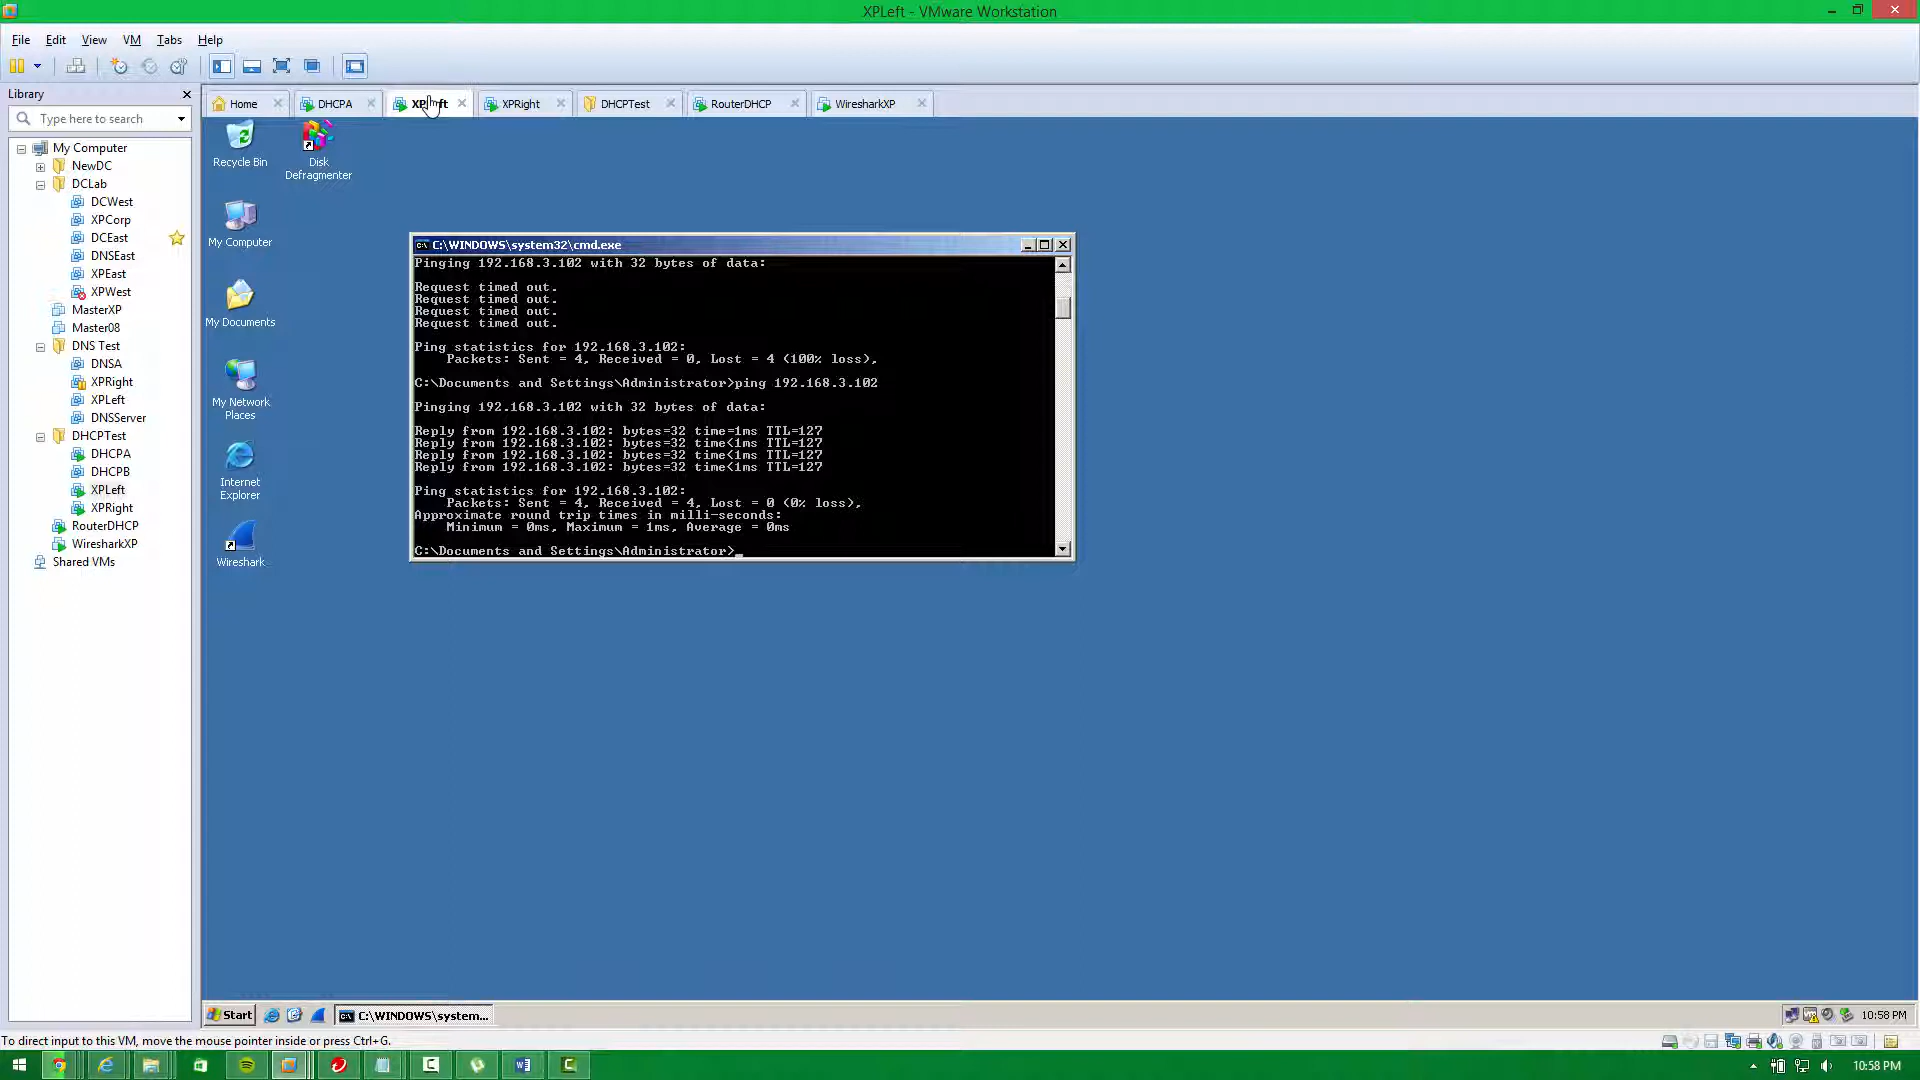 XPLeft - VMware Workstation
File Edit View VM Tabs Help
Library
Type here to search
My Computer
NewDC
DCLab
DCWest
XPCorp
DCEast
DNSEast
XPEast
XPWest
MasterXP
Master08
DNS Test
DNSA
XPRight
XPLeft
DNSServer
DHCPTest
DHCPA
DHCPB
XPLeft
XPRight
RouterDHCP
WiresharkXP
Shared VMs
Home DHCPA XPRight DHCPTest RouterDHCP WiresharkXP
Recycle Bin
Disk
Defragmenter
My Computer
My Documents
My Network
Places
Internet
Explorer
Wireshark
C:\WINDOWS\system32\cmd.exe
Pinging 192.168.3.102 with 32 bytes of data:
Request timed out.
Request timed out.
Request timed out.
Request timed out.
Ping statistics for 192.168.3.102:
Packets: Sent = 4, Received = 0, Lost = 4 (100% loss),
C:\Documents and Settings\Administrator>ping 192.168.3.102
Pinging 192.168.3.102 with 32 bytes of data:
Reply from 192.168.3.102: bytes=32 time=1ms TTL=127
Reply from 192.168.3.102: bytes=32 time<1ms TTL=127
Reply from 192.168.3.102: bytes=32 time<1ms TTL=127
Reply from 192.168.3.102: bytes=32 time<1ms TTL=127
Ping statistics for 192.168.3.102:
Packets: Sent = 4, Received = 4, Lost = 0 (0% loss),
Approximate round trip times in milli-seconds:
Minimum = 0ms, Maximum = 1ms, Average = 0ms
C:\Documents and Settings\Administrator>_
Start C:\WINDOWS\system... 10:58 PM
To direct input to this VM, move the mouse pointer inside or press Ctrl+G.
10:58 PM